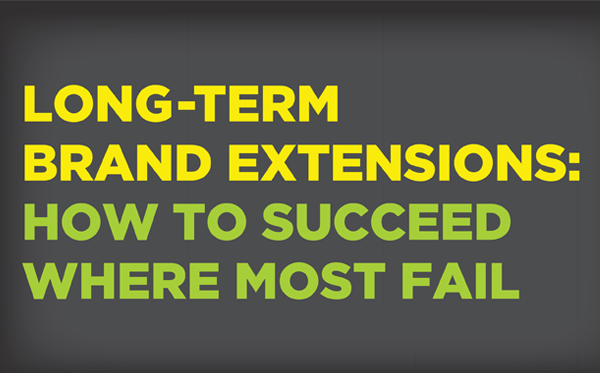 LONG-TERM
BRAND EXTENSIONS:
HOW TO SUCCEED
WHERE MOST FAIL